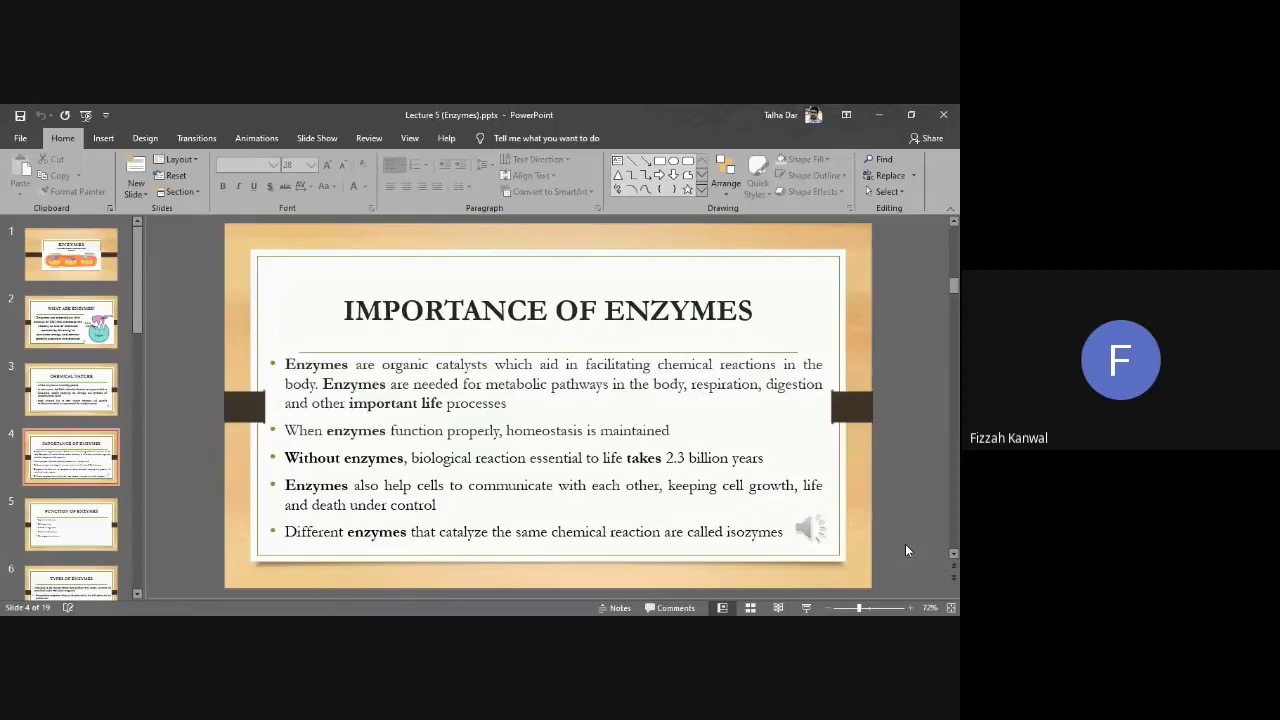 Lecture 5 (Enzymes).pptx - PowerPoint
Talha Dar
File Home Insert Design Transitions Animations Slide Show Review View Help Tell me what you want to do Share
Paste
Cut
Copy
Format Painter
Clipboard
New
Slide
Layout
Reset
Section
Slides
28
Font
Text Direction
Align Text
Convert to SmartArt
Paragraph
Arrange
Quick
Styles
Shape Fill
Shape Outline
Shape Effects
Drawing
Find
Replace
Select
Editing
1
ENZYMES
2
WHAT ARE ENZYMES?
3
CHEMICAL NATURE
4
IMPORTANCE OF ENZYMES
5
FUNCTION OF ENZYMES
6
TYPES OF ENZYMES
IMPORTANCE OF ENZYMES
• Enzymes are organic catalysts which aid in facilitating chemical reactions in the
body. Enzymes are needed for metabolic pathways in the body, respiration, digestion
and other important life processes
• When enzymes function properly, homeostasis is maintained
• Without enzymes, biological reaction essential to life takes 2.3 billion years
• Enzymes also help cells to communicate with each other, keeping cell growth, life
and death under control
• Different enzymes that catalyze the same chemical reaction are called isozymes
Slide 4 of 19
Notes
Comments
72%
F
Fizzah Kanwal